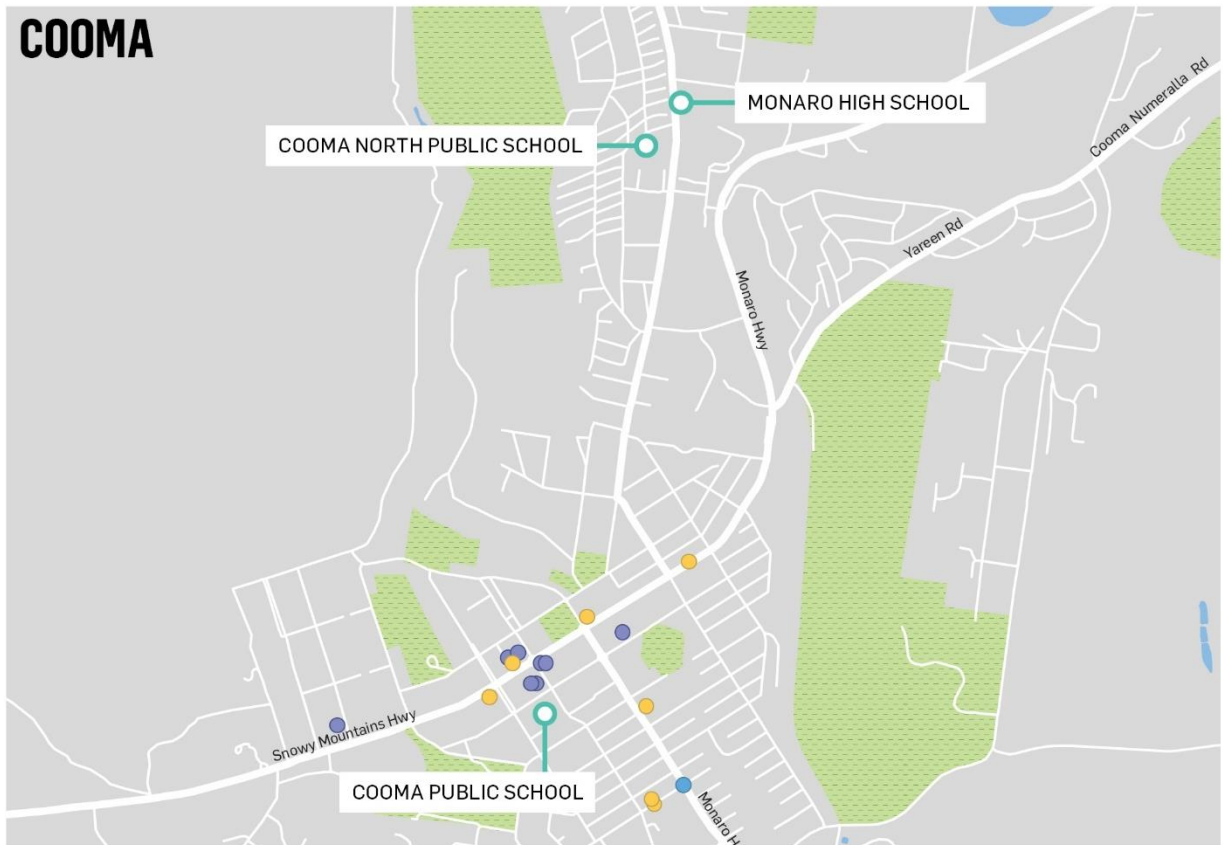 COOMA
MONARO HIGH SCHOOL
COOMA NORTH PUBLIC SCHOOL
Cooma Numeralla Rd
Yareen Rd
Monaro Hwy
Snowy Mountains Hwy
COOMA PUBLIC SCHOOL
Monaro H